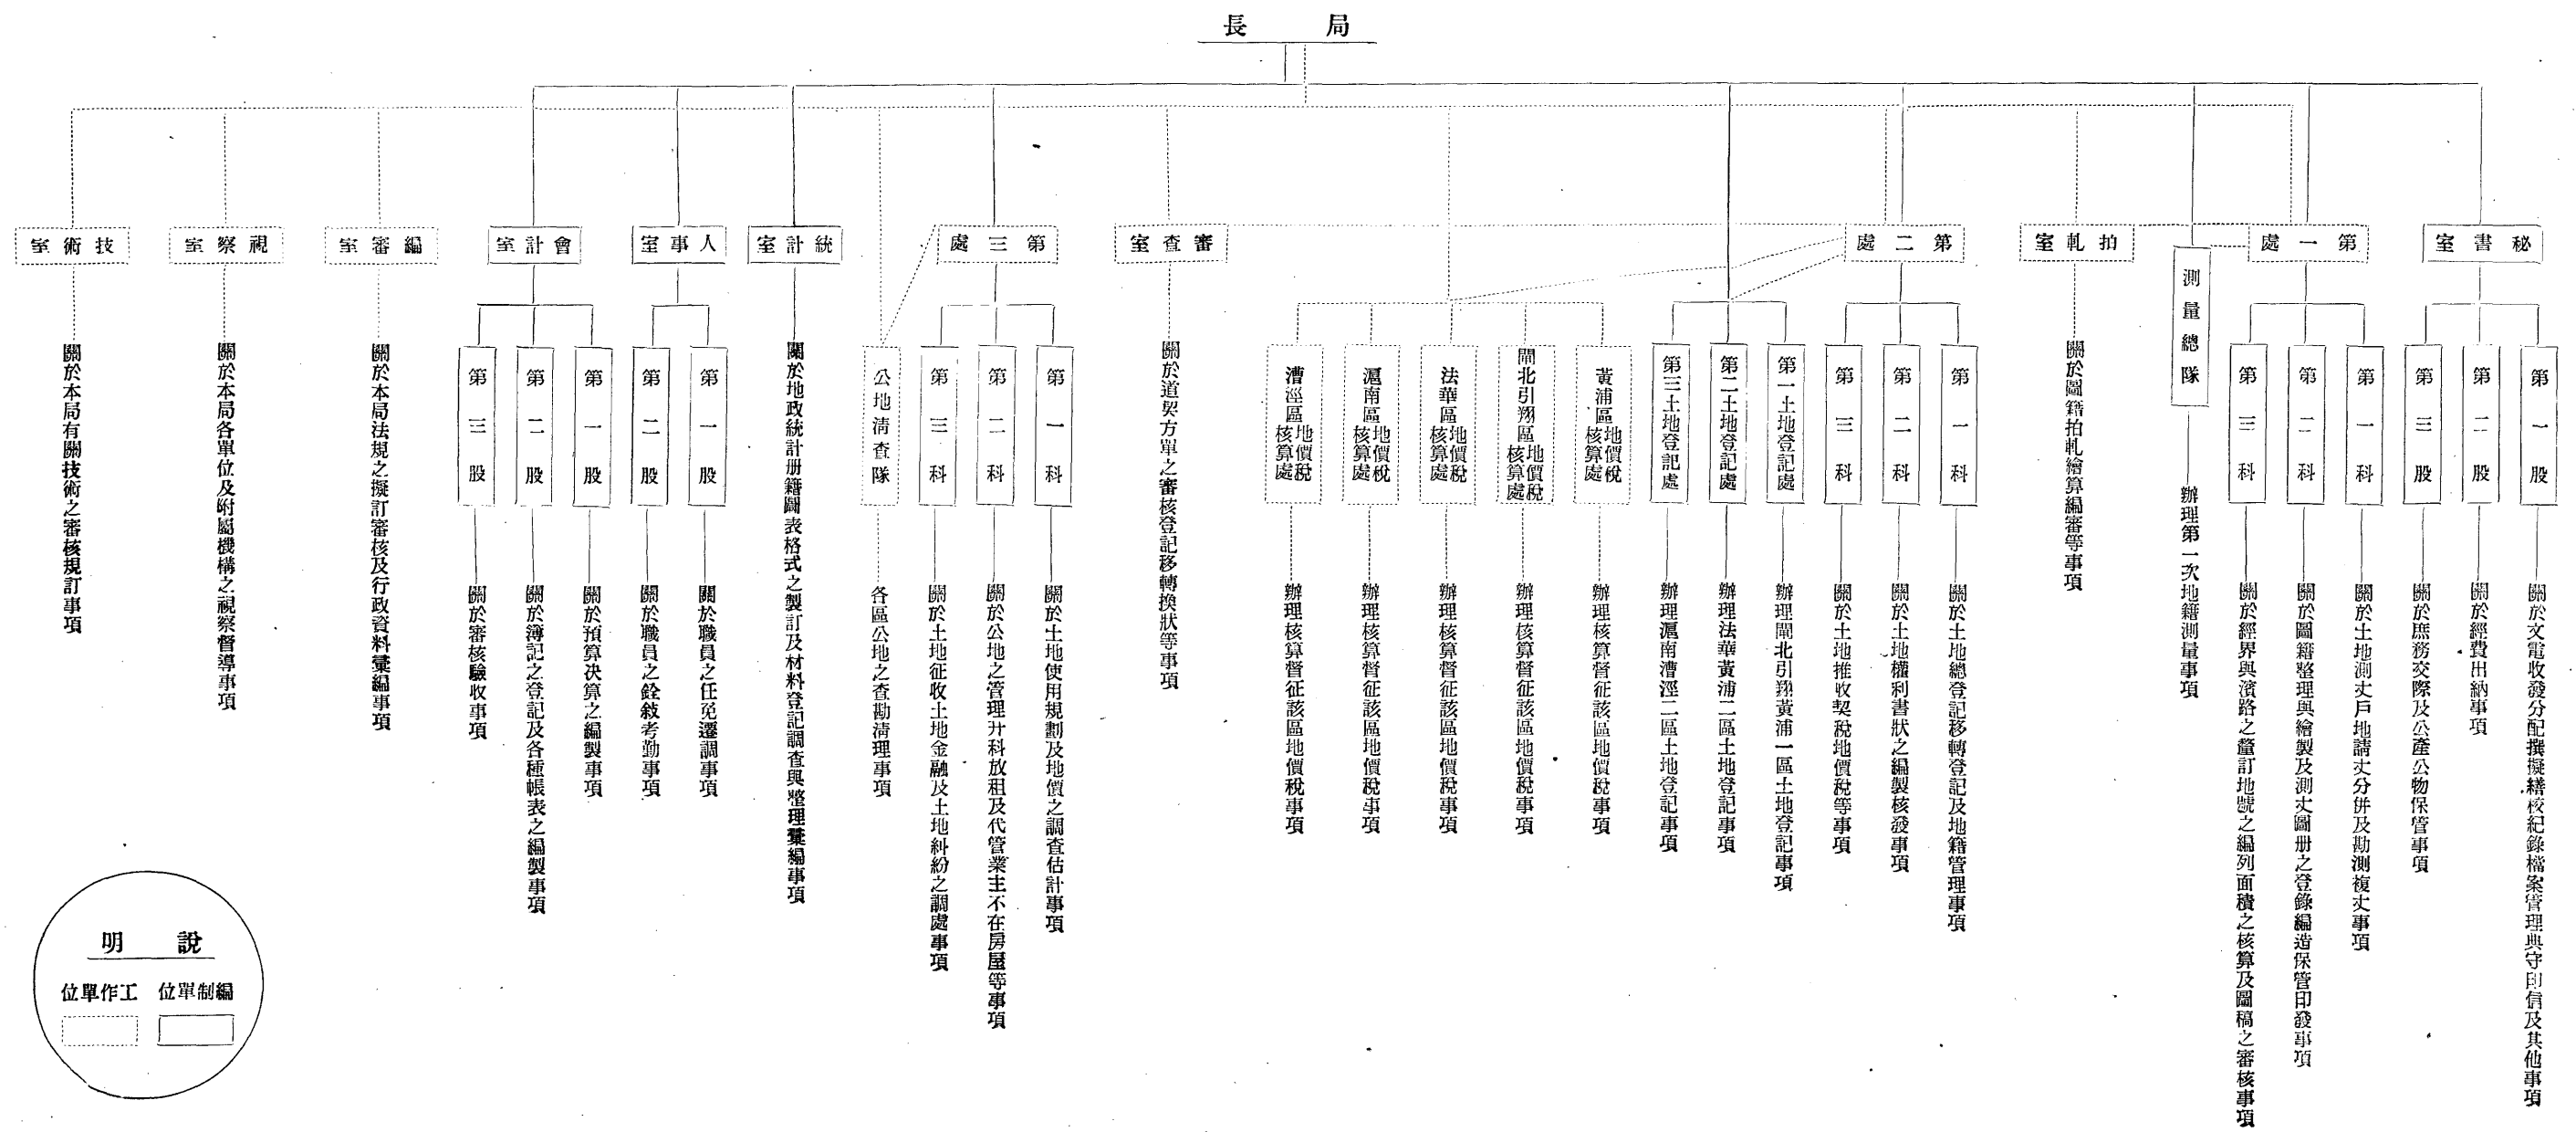 局長
秘書室
第一處
測量總隊
拍軋室
第二處
審查室
第三處
統計室
人事室
會計室
編審室
視察室
技術室
第一股
第二股
第三股
第一科
第二科
第三科
第一科
第二科
第三科
第一土地登記處
第二土地登記處
第三土地登記處
黃浦區地價稅核算處
閘北引翔區地價稅核算處
法華區地價稅核算處
滬南區地價稅核算處
漕涇區地價稅核算處
第一科
第二科
第三科
公地清查隊
第一股
第二股
第一股
第二股
第三股
關於文電收發分配撰擬繕校紀錄檔案管理典守印信及其他事項
關於經費出納事項
關於庶務交際及公產公物保管事項
關於土地測丈戶地請丈分併及勘測複丈事項
關於圖籍整理與繪製及測丈圖册之登錄編造保管印發事項
關於經界與濱路之釐訂地號之編列面積之核算及圖稿之審核事項
辦理第一次地籍測量事項
關於圖籍拍軋繪算編審等事項
關於土地總登記移轉登記及地籍管理事項
關於土地權利書狀之編製核發事項
關於土地推收契稅地價稅等事項
辦理閘北引翔黃浦一區土地登記事項
辦理法華黃浦二區土地登記事項
辦理滬南漕涇二區土地登記事項
辦理核算督征該區地價稅事項
辦理核算督征該區地價稅事項
辦理核算督征該區地價稅事項
辦理核算督征該區地價稅事項
辦理核算督征該區地價稅事項
關於道契方單之審核登記移轉換狀等事項
關於土地使用規劃及地價之調查估計事項
關於公地之管理升科放租及代管業主不在房屋等事項
關於土地征收土地金融及土地糾紛之調處事項
各區公地之查勘清理事項
關於地政統計册籍圖表格式之製訂及材料登記調查與整理彙編事項
關於職員之任免遷調事項
關於職員之銓敍考勤事項
關於預算決算之編製事項
關於簿記之登記及各種帳表之編製事項
關於審核驗收事項
關於本局法規之擬訂審核及行政資料彙編事項
關於本局各單位及附屬機構之視察督導事項
關於本局有關技術之審核規訂事項
說明
編制單位
工作單位